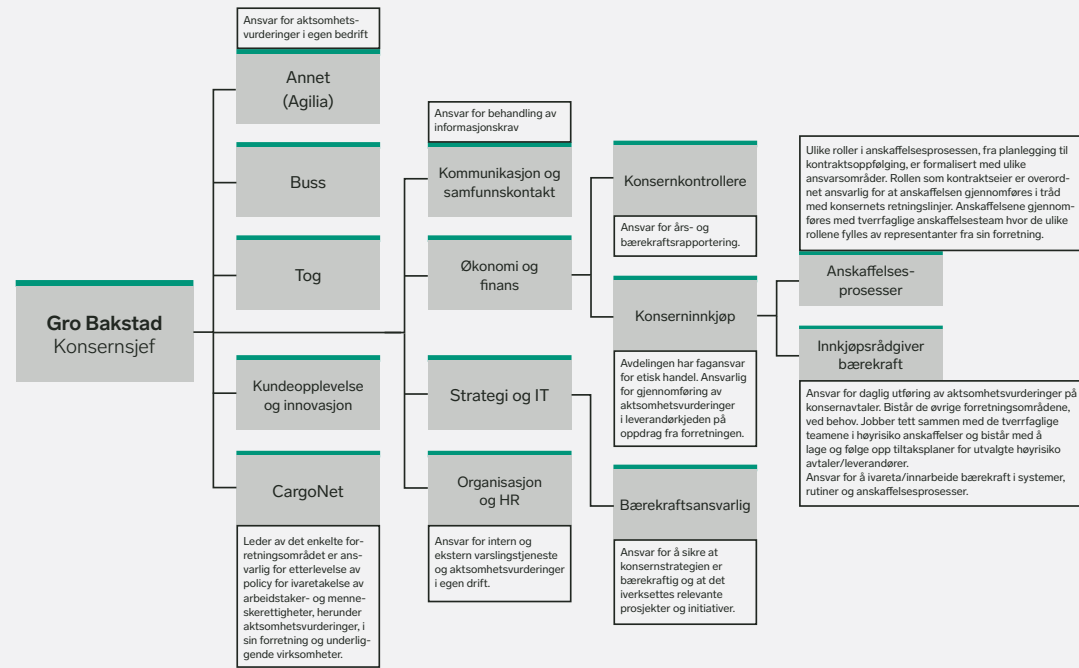 Ansvar for aktsomhets-
vurderinger i egen bedrift
Annet
(Agilia)
Buss
Tog
Gro Bakstad
Konsernsjef
Kundeopplevelse
og innovasjon
CargoNet
Leder av det enkelte for-
retningsområdet er ans-
varlig for etterlevelse av
policy for ivaretakelse av
arbeidstaker- og menne-
skerettigheter, herunder
aktsomhetsvurderinger, i
sin forretning og underlig-
gende virksomheter.
Ansvar for behandling av
informasjonskrav
Kommunikasjon og
samfunnskontakt
Økonomi og
finans
Strategi og IT
Organisasjon
og HR
Ansvar for intern og
ekstern varslingstjeneste
og aktsomhetsvurderinger
i egen drift.
Konsernkontrollere
Ansvar for års- og
bærekraftsrapportering.
Konserninnkjøp
Avdelingen har fagansvar
for etisk handel. Ansvarlig
for gjennomføring av
aktsomhetsvurderinger
i leverandørkjeden på
oppdrag fra forretningen.
Bærekraftsansvarlig
Ansvar for å sikre at
konsernstrategien er
bærekraftig og at det
iverksettes relevante
prosjekter og initiativer.
Ulike roller i anskaffelsesprosessen, fra planlegging til
kontraktsoppfølging, er formalisert med ulike
ansvarsområder. Rollen som kontraktseier er overord-
net ansvarlig for at anskaffelsen gjennomføres i tråd
med konsernets retningslinjer. Anskaffelsene gjennom-
føres med tverrfaglige anskaffelsesteam hvor de ulike
rollene fylles av representanter fra sin forretning.
Anskaffelses-
prosesser
Innkjøpsrådgiver
bærekraft
Ansvar for daglig utføring av aktsomhetsvurderinger på
konsernavtaler. Bistår de øvrige forretningsområdene,
ved behov. Jobber tett sammen med de tverrfaglige
teamene i høyrisiko anskaffelser og bistår med å
lage og følge opp tiltaksplaner for utvalgte høyrisiko
avtaler/leverandører.
Ansvar for å ivareta/innarbeide bærekraft i systemer,
rutiner og anskaffelsesprosesser.